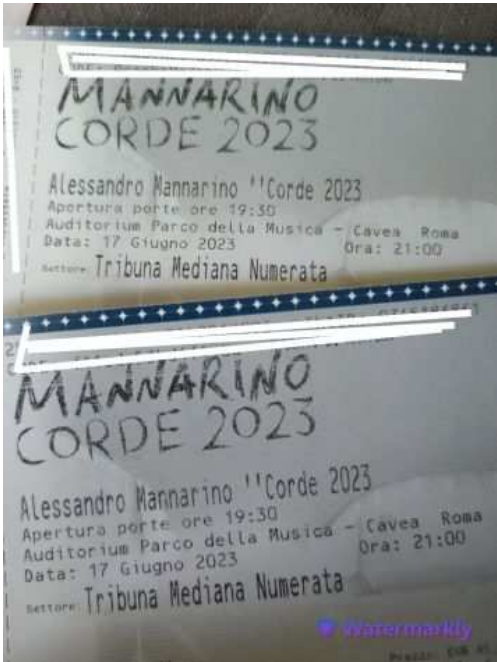 MANNARINO
CORDE 2023
Alessandro Mannarino ''Corde 2023
Apertura porte ore 19:30
Auditorium Parco della Musica - Cavea Roma
Data: 17 Giugno 2023 Ora: 21:00
Settore Tribuna Mediana Numerata
MANNARINO
CORDE 2023
Alessandro Mannarino ''Corde 2023
Apertura porte ore 19:30
Auditorium Parco della Musica - Cavea Roma
Data: 17 Giugno 2023 Ora: 21:00
Settore Tribuna Mediana Numerata
Watermarkly
Prezzo: EUR